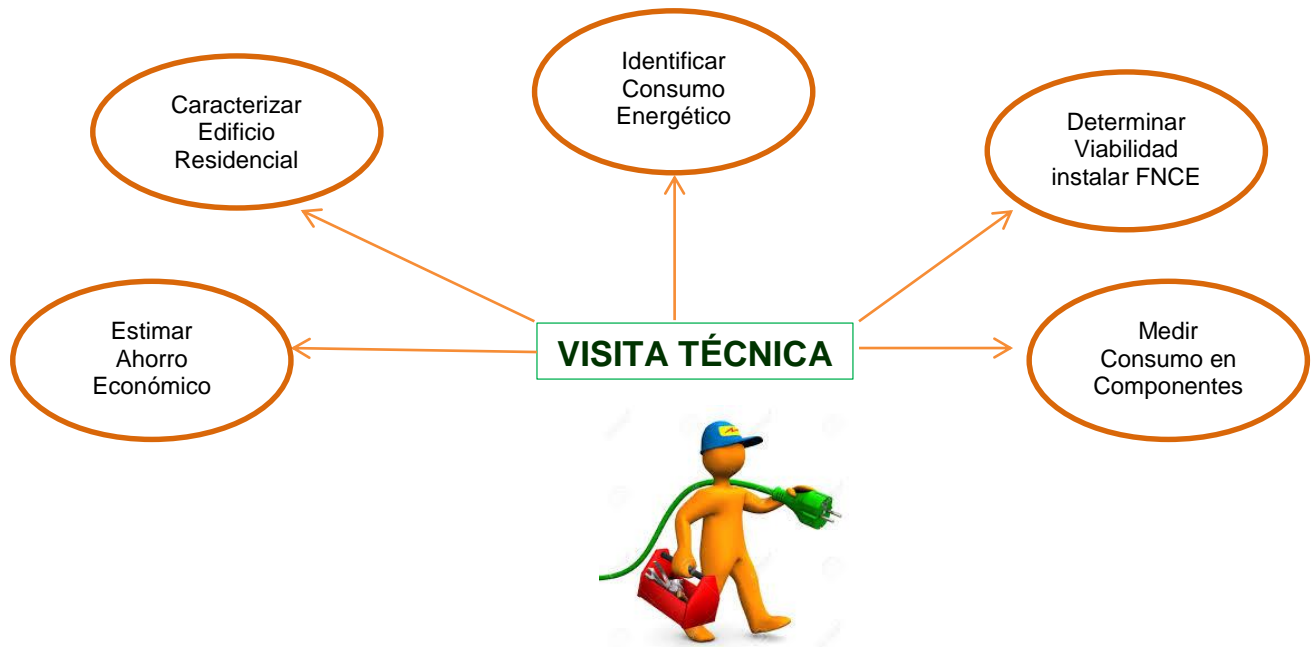 Identificar
Consumo
Energético
Caracterizar
Edificio
Residencial
Determinar
Viabilidad
instalar FNCE
Estimar
Ahorro
Económico
VISITA TÉCNICA
Medir
Consumo en
Componentes